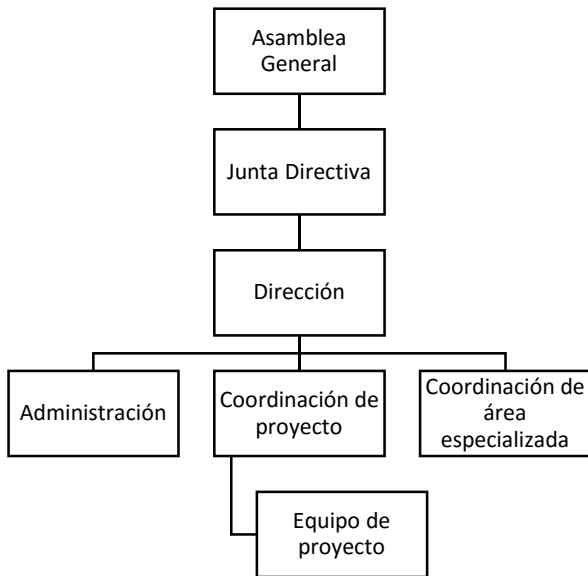 Asamblea
General
Junta Directiva
Dirección
Administración
Coordinación de
proyecto
Coordinación de
área
especializada
Equipo de
proyecto